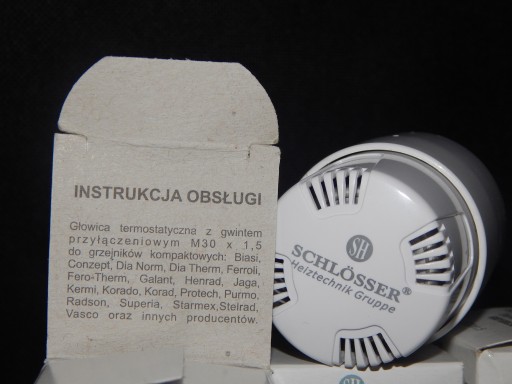 INSTRUKCJA OBSŁUGI
Głowica termostatyczna z gwintem
przyłączeniowym M30 x 1,5
do grzejników kompaktowych: Biasi,
Conzept, Dia Norm, Dia Therm, Ferroli,
Fero-Therm, Galant, Henrad, Jaga,
Kermi, Korado, Korad, Protech, Purmo,
Radson, Superia, Starmex,Stelrad,
Vasco oraz innych producentów.
SH
SCHLÖSSER®
Heiztechnik Gruppe